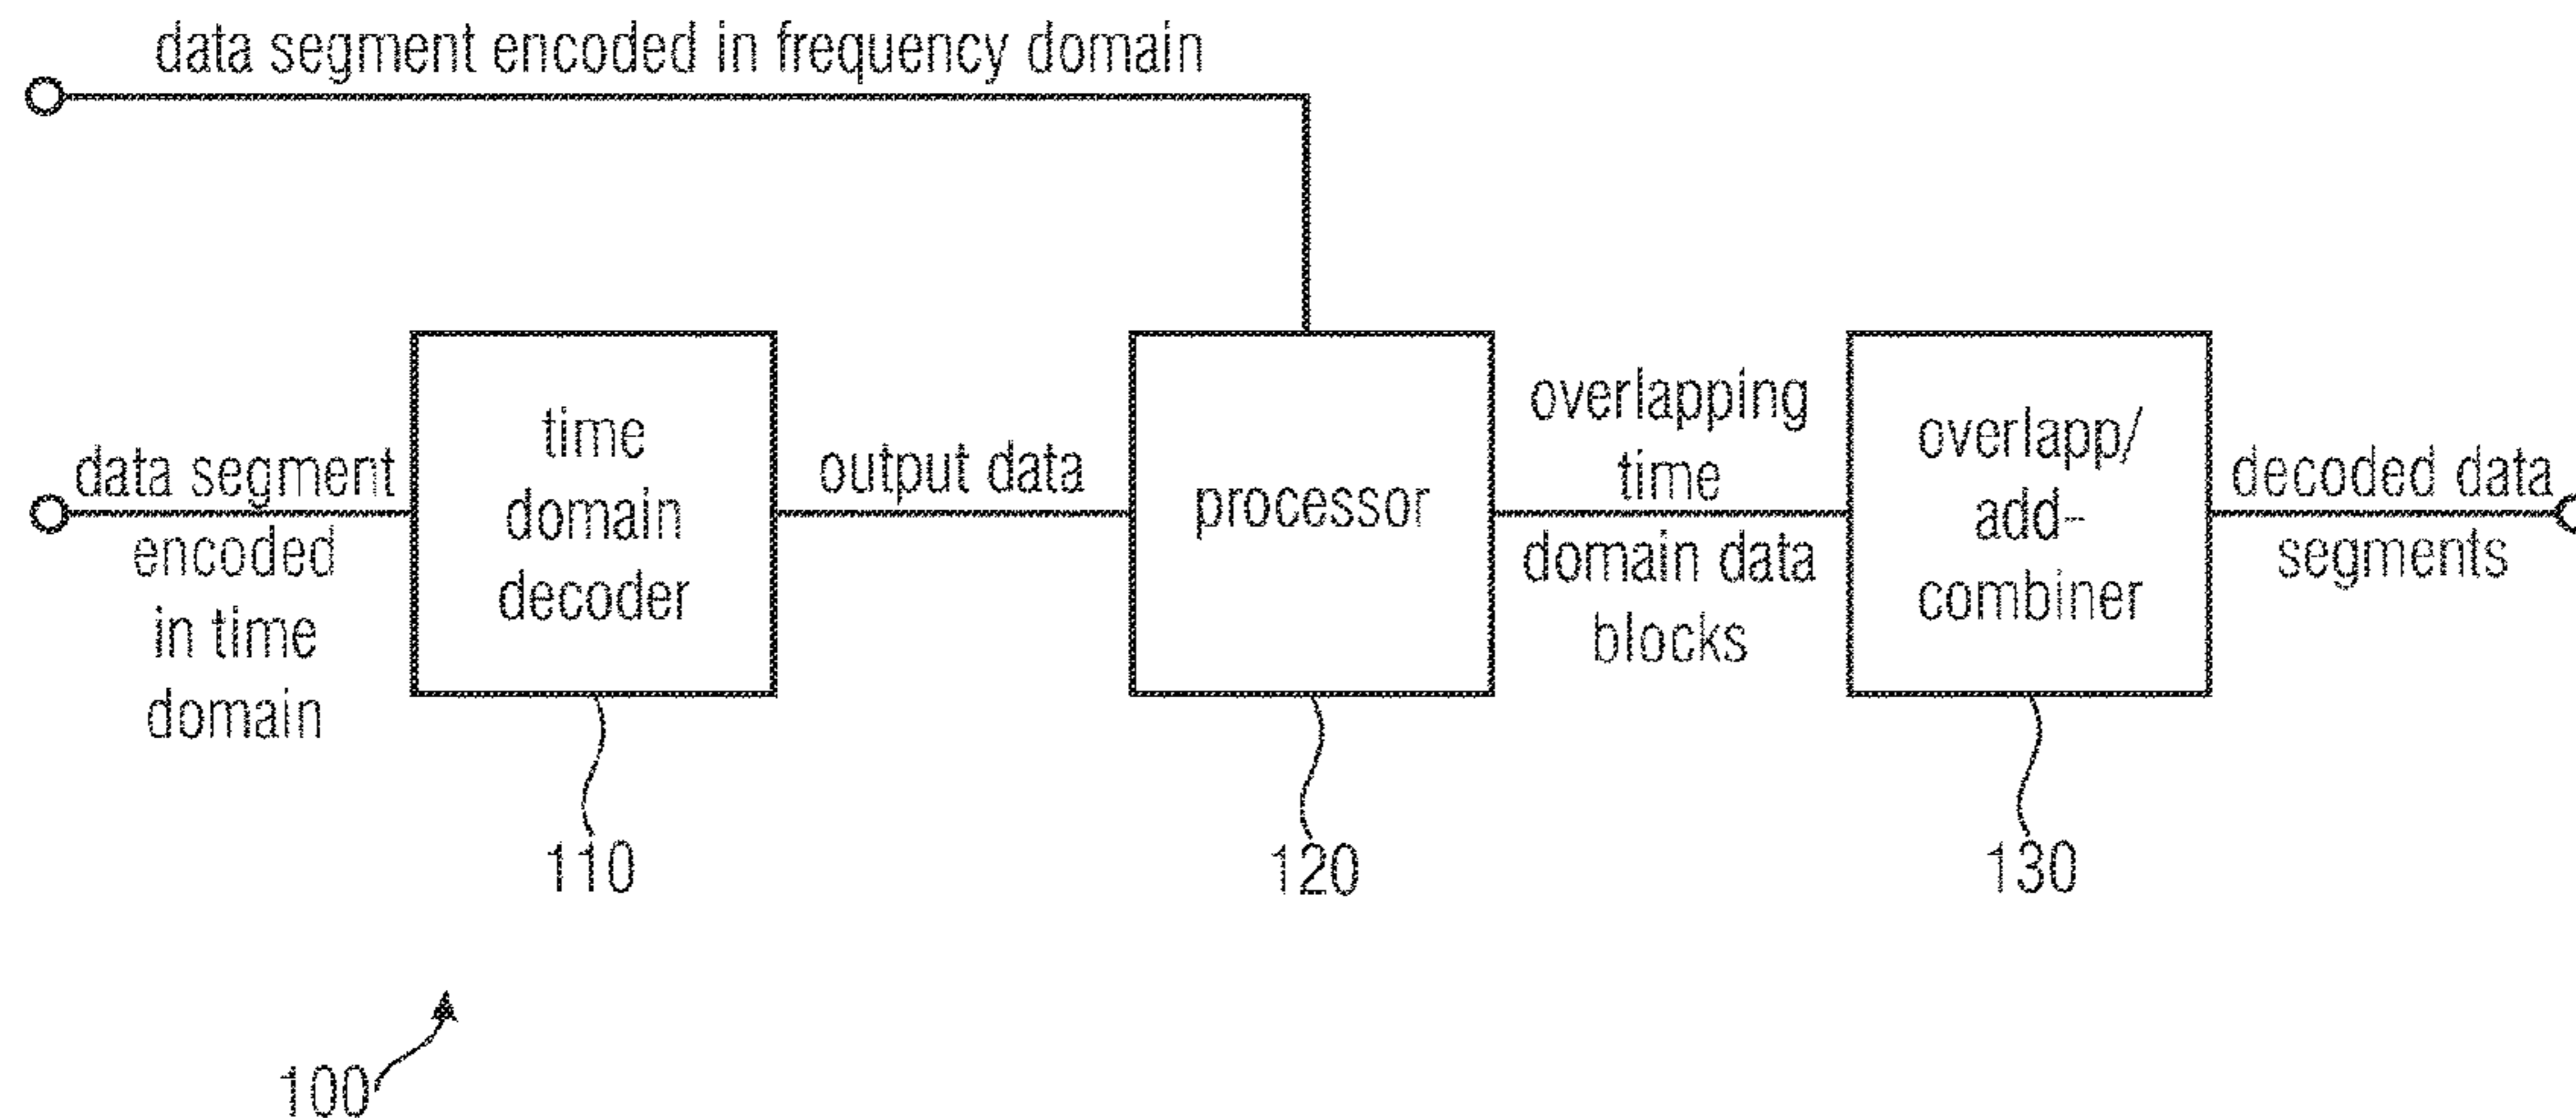 data segment encoded in frequency domain
data segment
encoded
in time
domain
time
domain
decoder
output data
processor
overlapping
time
domain data
blocks
overlapp/
add-
combiner
decoded data
segments
110
120
130
100